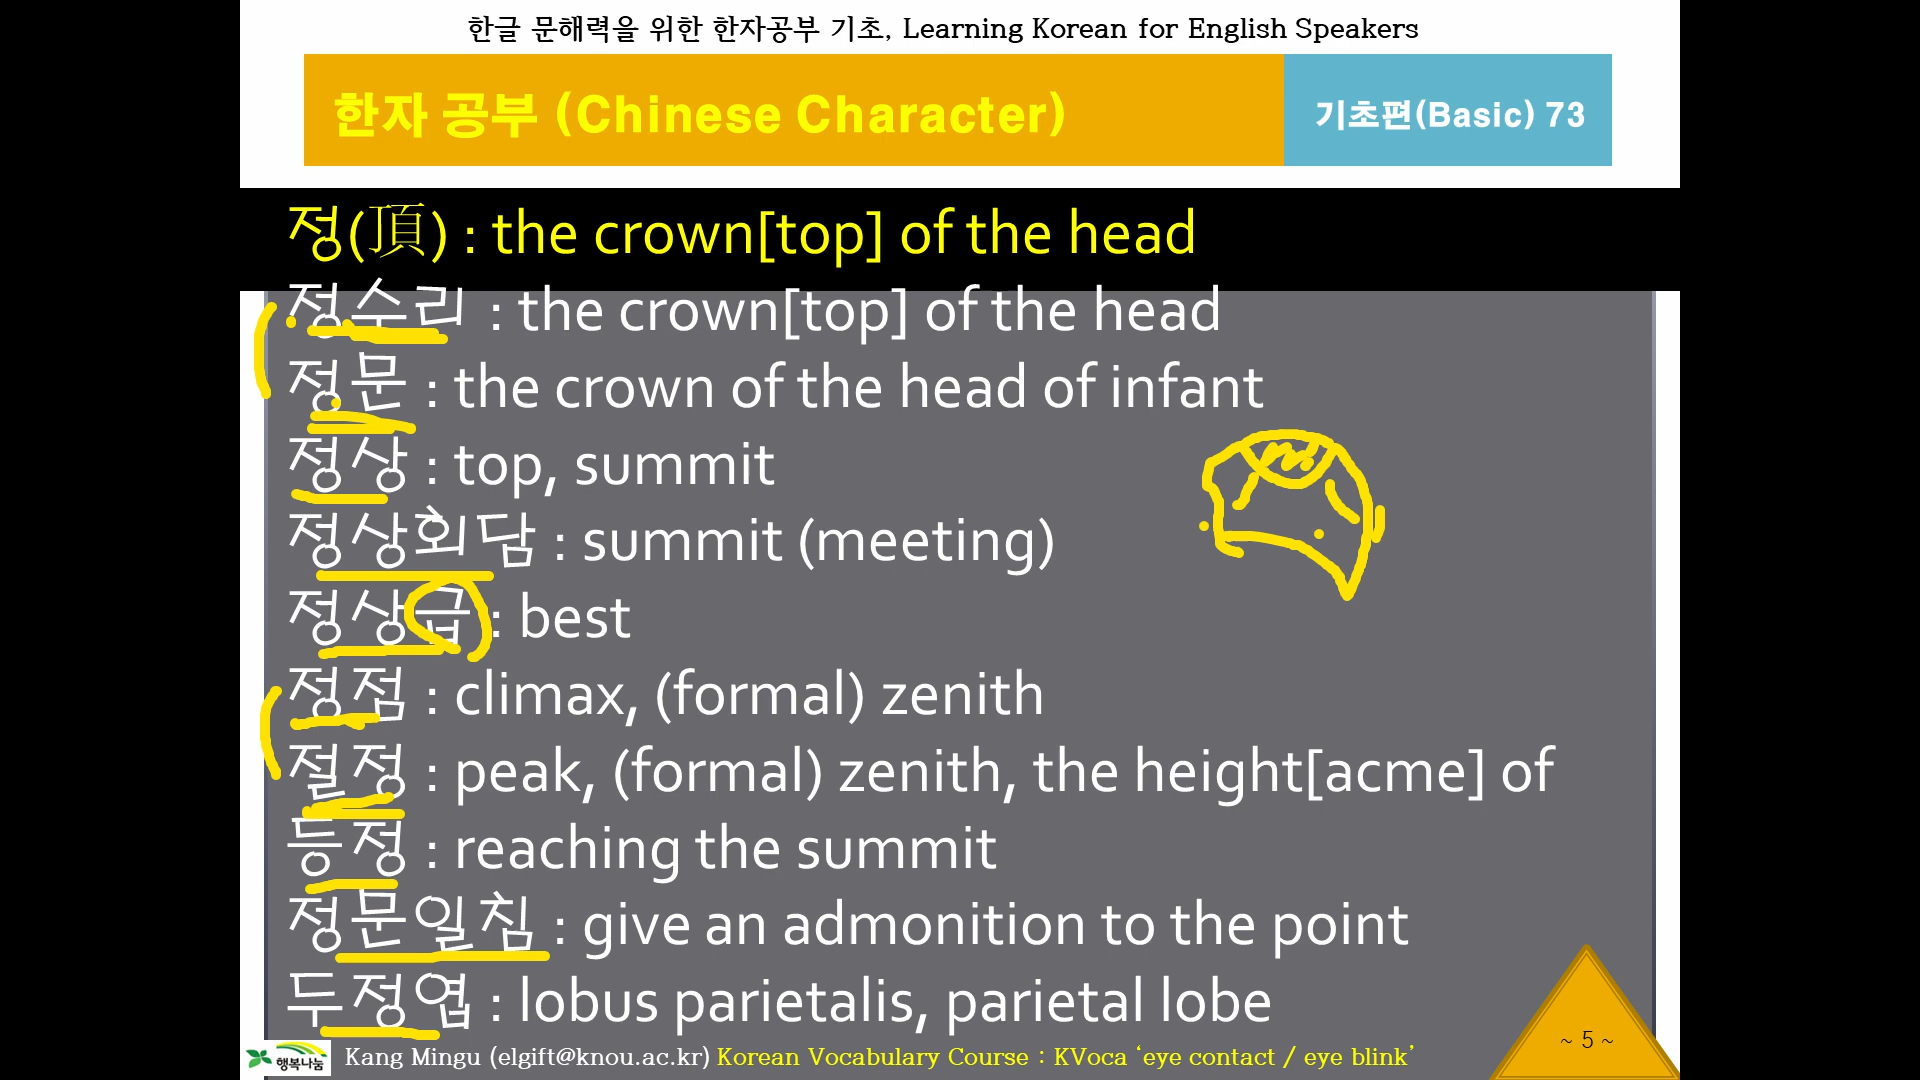 한글 문해력을 위한 한자공부 기초, Learning Korean for English Speakers
한자 공부 (Chinese Character)
기초편(Basic) 73
정(頂) : the crown[top] of the head
정수리 : the crown[top] of the head
정문 : the crown of the head of infant
정상 : top, summit
정상회담 : summit (meeting)
정상급 : best
정점 : climax, (formal) zenith
절정 : peak, (formal) zenith, the height[acme] of
등정 : reaching the summit
정문일침 : give an admonition to the point
두정엽 : lobus parietalis, parietal lobe
~ 5 ~
행복나눔
Kang Mingu (elgift@knou.ac.kr) Korean Vocabulary Course : KVoca ‘eye contact / eye blink’